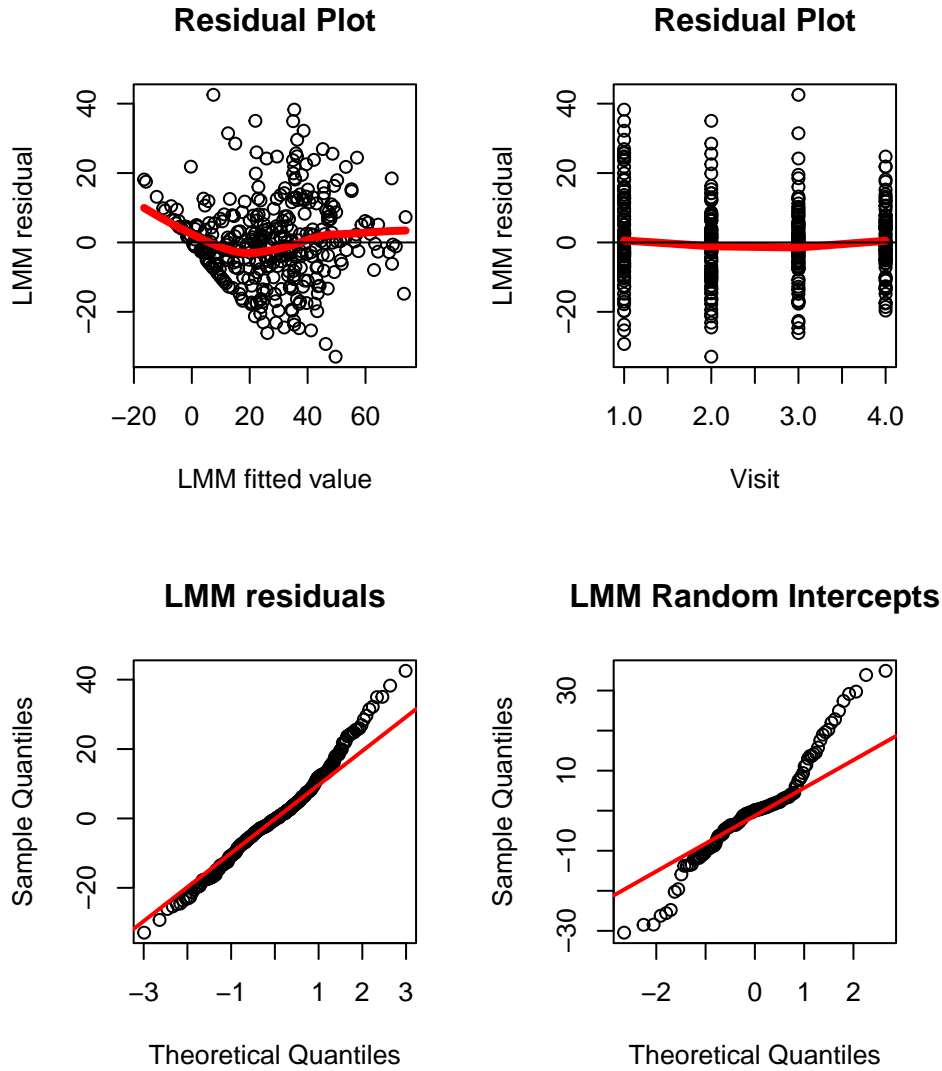 Residual Plot
LMM residual
40
20
0
−20
−20 0 20 40 60
LMM fitted value
Residual Plot
LMM residual
40
20
0
−20
1.0 2.0 3.0 4.0
Visit
LMM residuals
Sample Quantiles
40
20
0
−20
−3 −1 1 2 3
Theoretical Quantiles
LMM Random Intercepts
Sample Quantiles
30
10
−10
−30
−2 0 1 2
Theoretical Quantiles